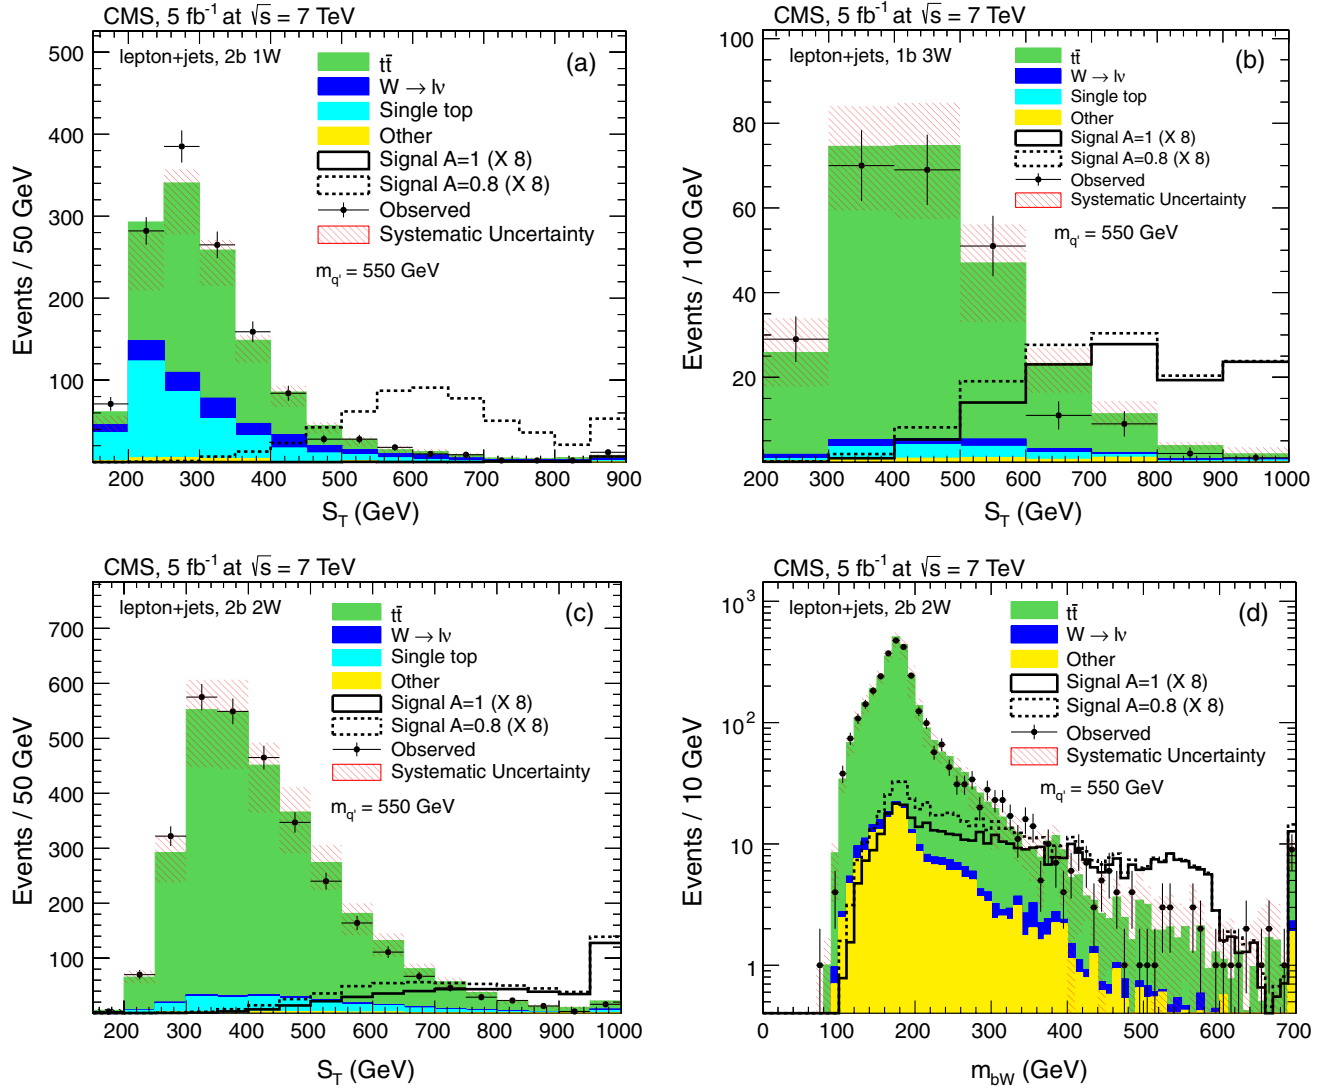 CMS, 5 fb⁻¹ at √s = 7 TeV
lepton+jets, 2b 1W
(a)
tt̄
W → lν
Single top
Other
Signal A=1 (X 8)
Signal A=0.8 (X 8)
Observed
Systematic Uncertainty
m_q' = 550 GeV
Events / 50 GeV
500
400
300
200
100
200 300 400 500 600 700 800 900
S_T (GeV)
CMS, 5 fb⁻¹ at √s = 7 TeV
lepton+jets, 1b 3W
(b)
tt̄
W → lν
Single top
Other
Signal A=1 (X 8)
Signal A=0.8 (X 8)
Observed
Systematic Uncertainty
m_q' = 550 GeV
Events / 100 GeV
100
80
60
40
20
200 300 400 500 600 700 800 900 1000
S_T (GeV)
CMS, 5 fb⁻¹ at √s = 7 TeV
lepton+jets, 2b 2W
(c)
tt̄
W → lν
Single top
Other
Signal A=1 (X 8)
Signal A=0.8 (X 8)
Observed
Systematic Uncertainty
m_q' = 550 GeV
Events / 50 GeV
700
600
500
400
300
200
100
200 300 400 500 600 700 800 900 1000
S_T (GeV)
CMS, 5 fb⁻¹ at √s = 7 TeV
lepton+jets, 2b 2W
(d)
tt̄
W → lν
Other
Signal A=1 (X 8)
Signal A=0.8 (X 8)
Observed
Systematic Uncertainty
m_q' = 550 GeV
Events / 10 GeV
10³
10²
10
1
0 100 200 300 400 500 600 700
m_bW (GeV)